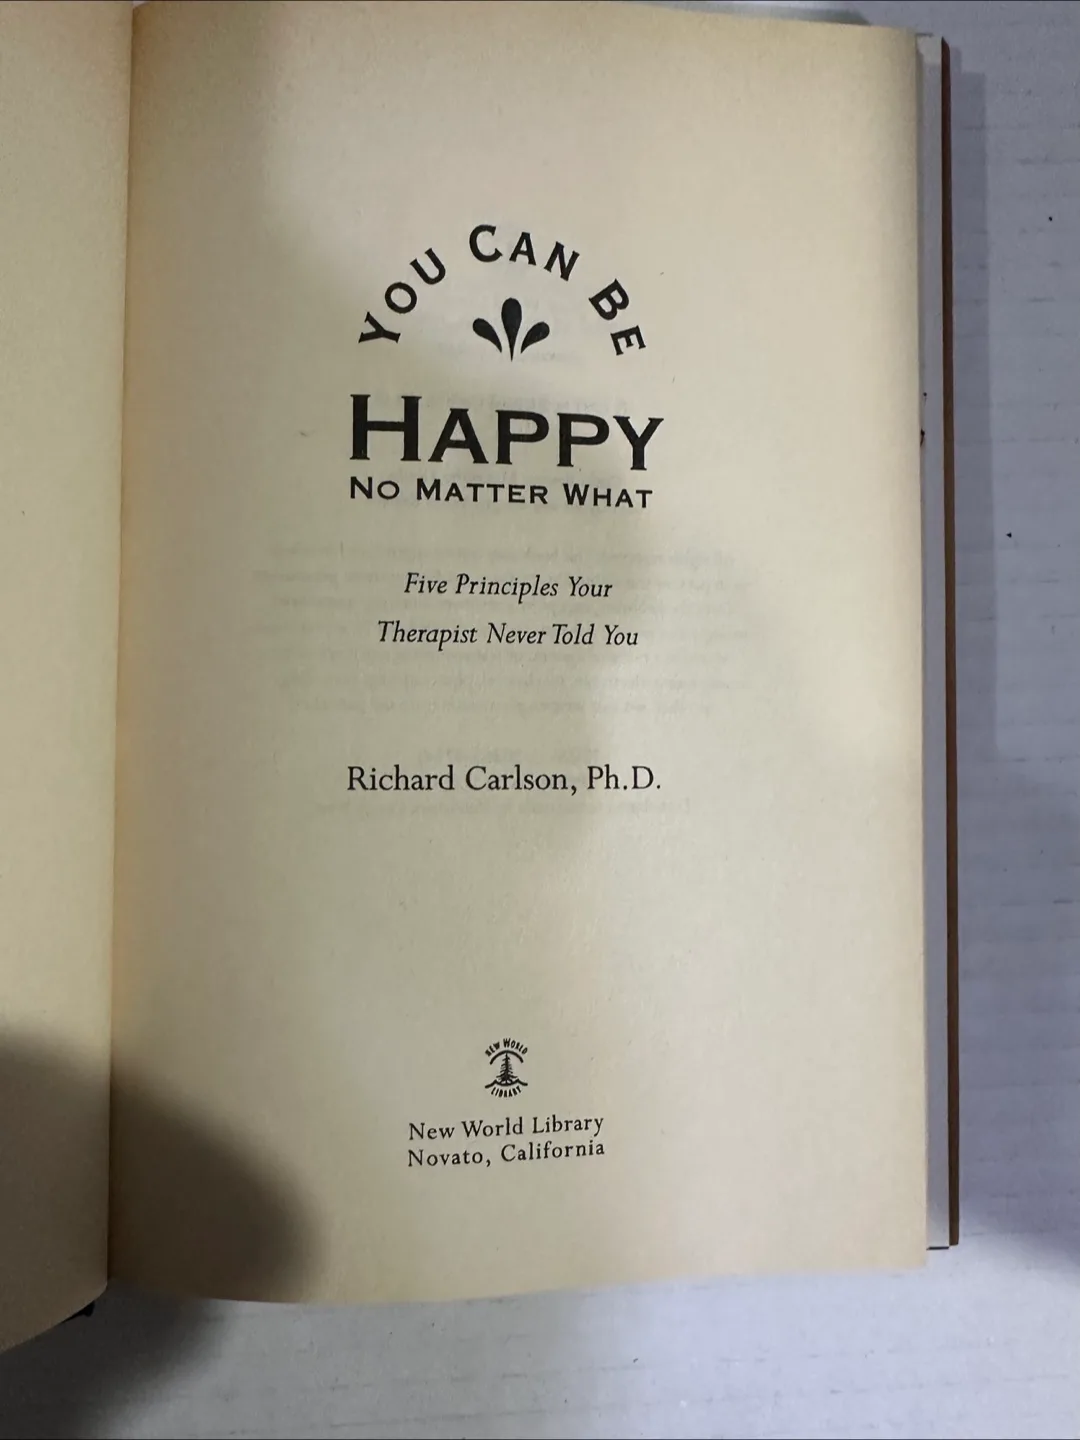 YOU CAN BE
HAPPY
NO MATTER WHAT
Five Principles Your
Therapist Never Told You
Richard Carlson, Ph.D.
NEW WORLD
LIBRARY
New World Library
Novato, California